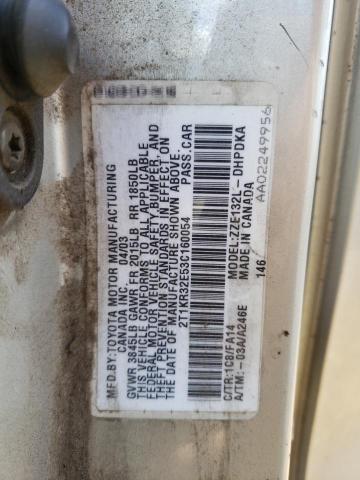 MFD.BY:TOYOTA MOTOR MANUFACTURING
CANADA INC. 04/03
GVWR 3845LB GAWR FR 2015LB RR 1850LB
THIS VEHICLE CONFORMS TO ALL APPLICABLE
FEDERAL MOTOR VEHICLE SAFETY, BUMPER, AND
THEFT PREVENTION STANDARDS IN EFFECT ON
THE DATE OF MANUFACTURE SHOWN ABOVE.
2T1KR32E53C160054 PASS.CAR
C/TR:1C8/FA14 MODEL:ZZE132L-DHPDKA
A/TM:-03A/A246E MADE IN CANADA
146 AA02249956